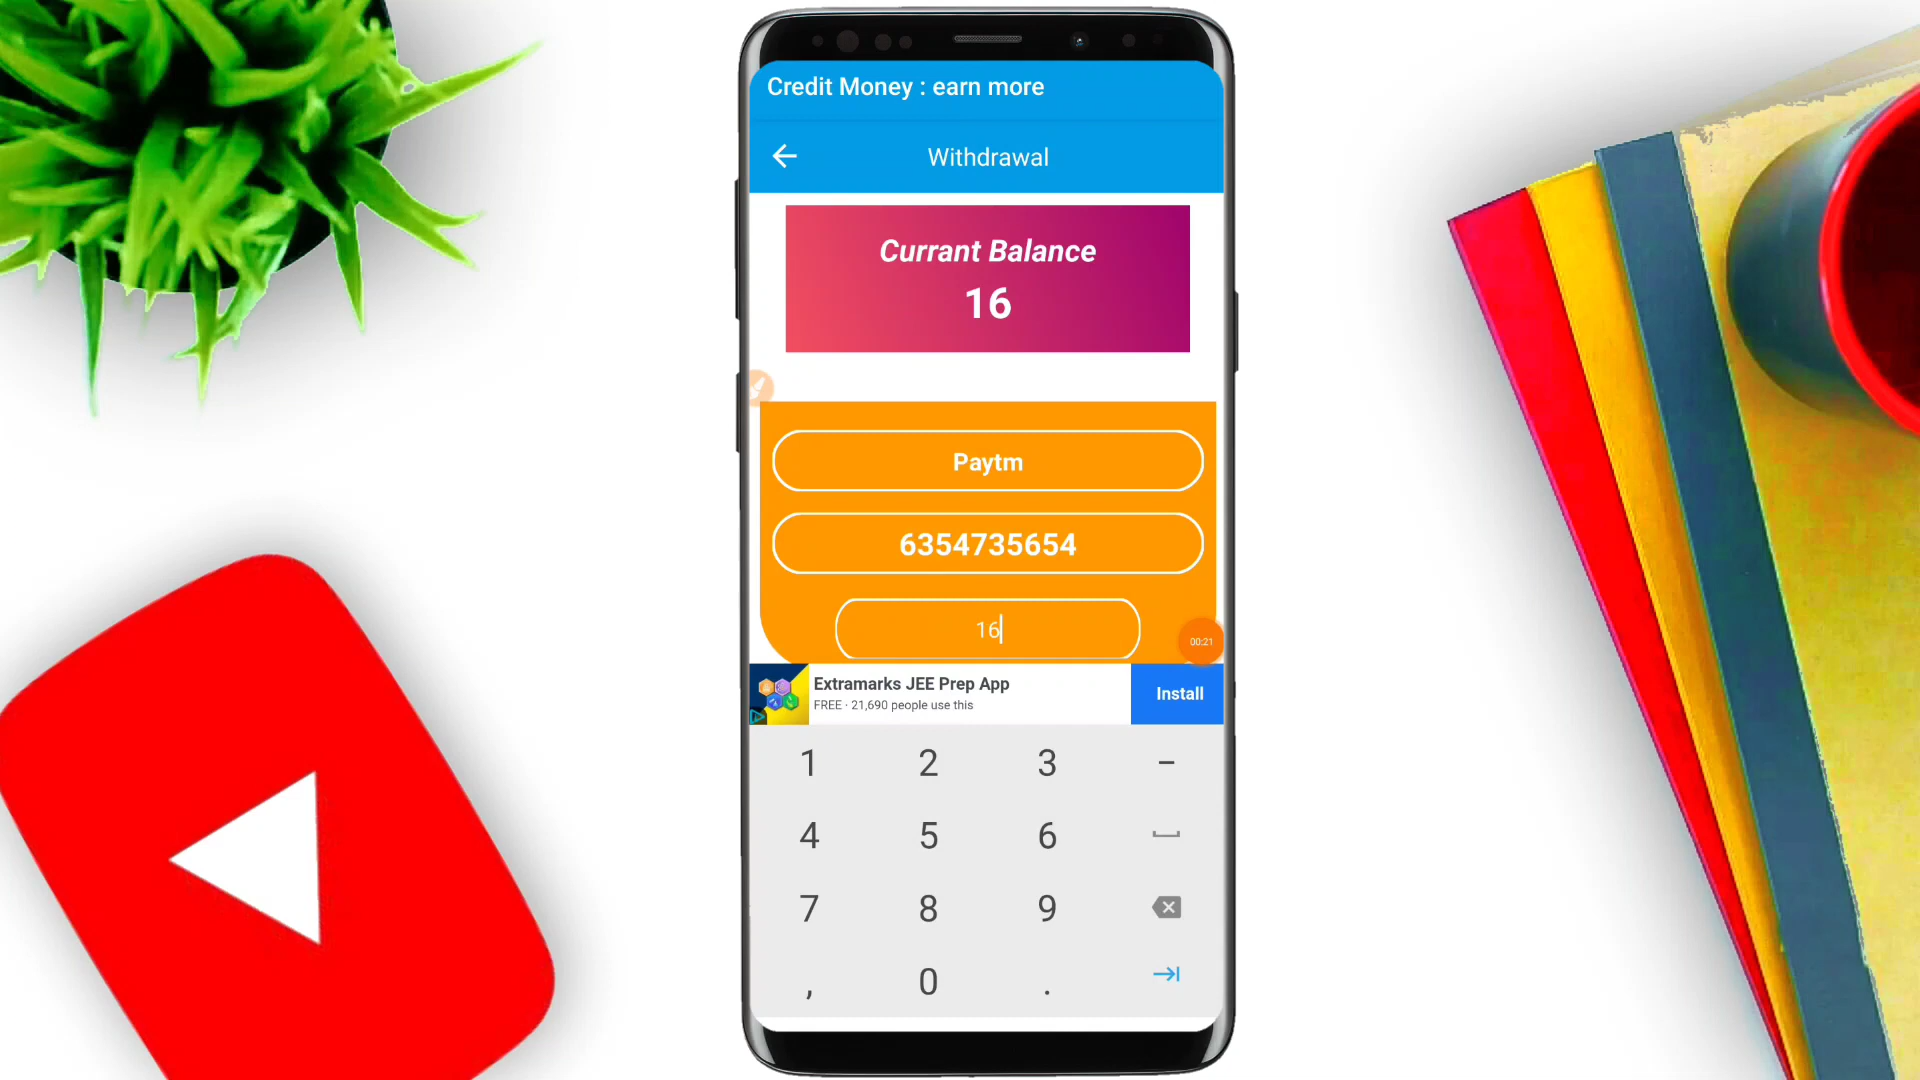 Credit Money : earn more
Withdrawal
Currant Balance
16
Paytm
6354735654
16
00:21
Extramarks JEE Prep App
FREE · 21,690 people use this
Install
1 2 3 –
4 5 6
7 8 9
, 0 .